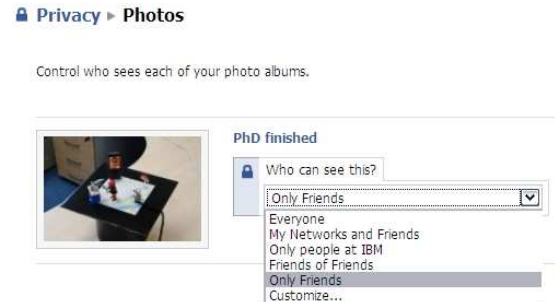 Privacy ▸ Photos
Control who sees each of your photo albums.
PhD finished
Who can see this?
Only Friends
Everyone
My Networks and Friends
Only people at IBM
Friends of Friends
Only Friends
Customize...